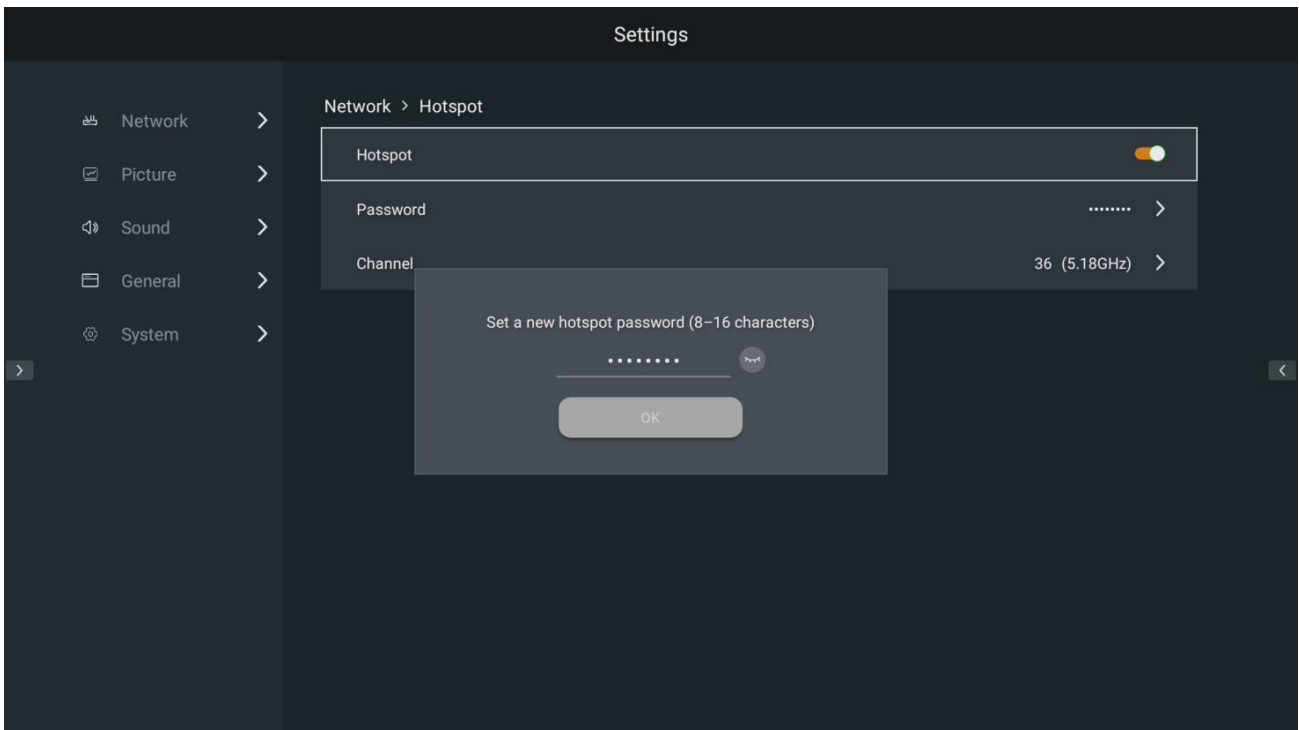 Settings
Network
Picture
Sound
General
System
Network > Hotspot
Hotspot
Password ········
Channel 36 (5.18GHz)
Set a new hotspot password (8–16 characters)
········
OK